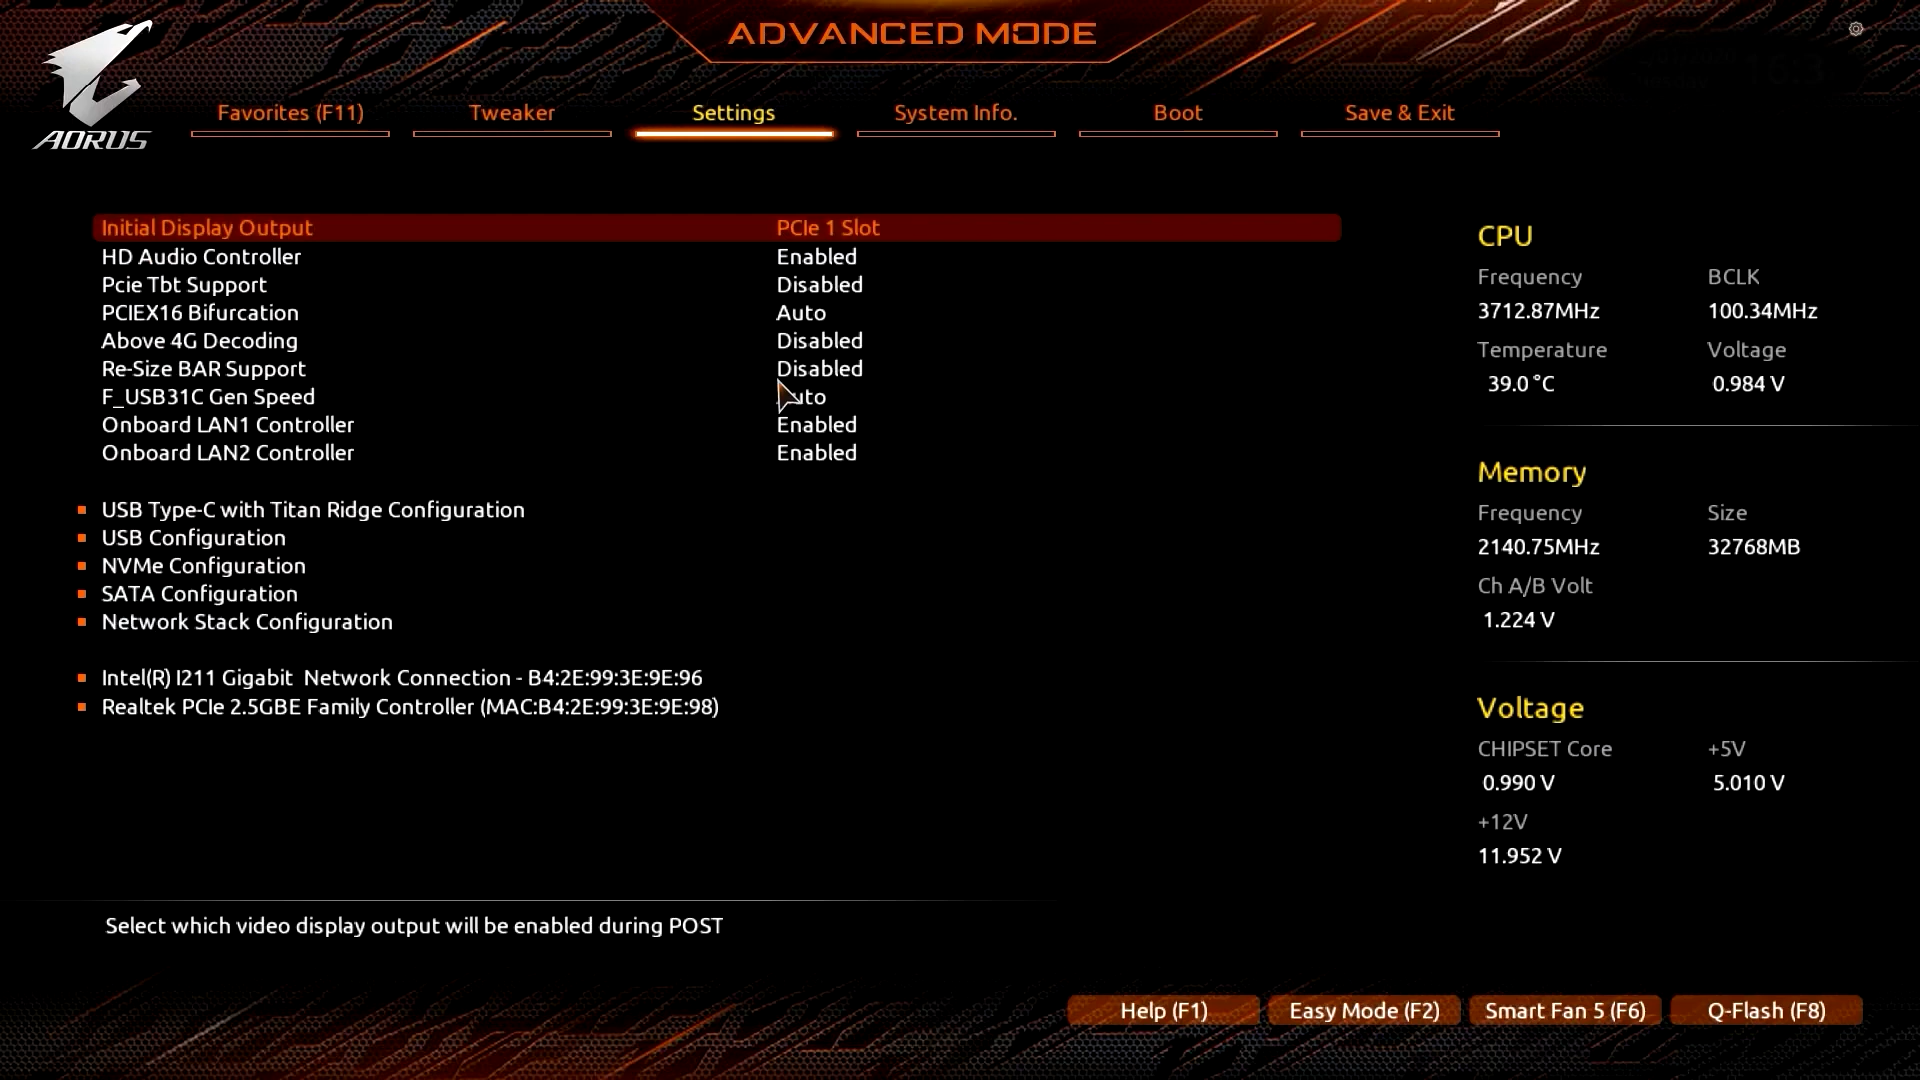 ADVANCED MODE
AORUS
Favorites (F11)
Tweaker
Settings
System Info.
Boot
Save & Exit
Initial Display Output PCIe 1 Slot
HD Audio Controller Enabled
Pcie Tbt Support Disabled
PCIEX16 Bifurcation Auto
Above 4G Decoding Disabled
Re-Size BAR Support Disabled
F_USB31C Gen Speed
Onboard LAN1 Controller Enabled
Onboard LAN2 Controller Enabled
USB Type-C with Titan Ridge Configuration
USB Configuration
NVMe Configuration
SATA Configuration
Network Stack Configuration
Intel(R) I211 Gigabit Network Connection - B4:2E:99:3E:9E:96
Realtek PCIe 2.5GBE Family Controller (MAC:B4:2E:99:3E:9E:98)
CPU
Frequency BCLK
3712.87MHz 100.34MHz
Temperature Voltage
39.0 °C 0.984 V
Memory
Frequency Size
2140.75MHz 32768MB
Ch A/B Volt
1.224 V
Voltage
CHIPSET Core +5V
0.990 V 5.010 V
+12V
11.952 V
Select which video display output will be enabled during POST
Help (F1)
Easy Mode (F2)
Smart Fan 5 (F6)
Q-Flash (F8)